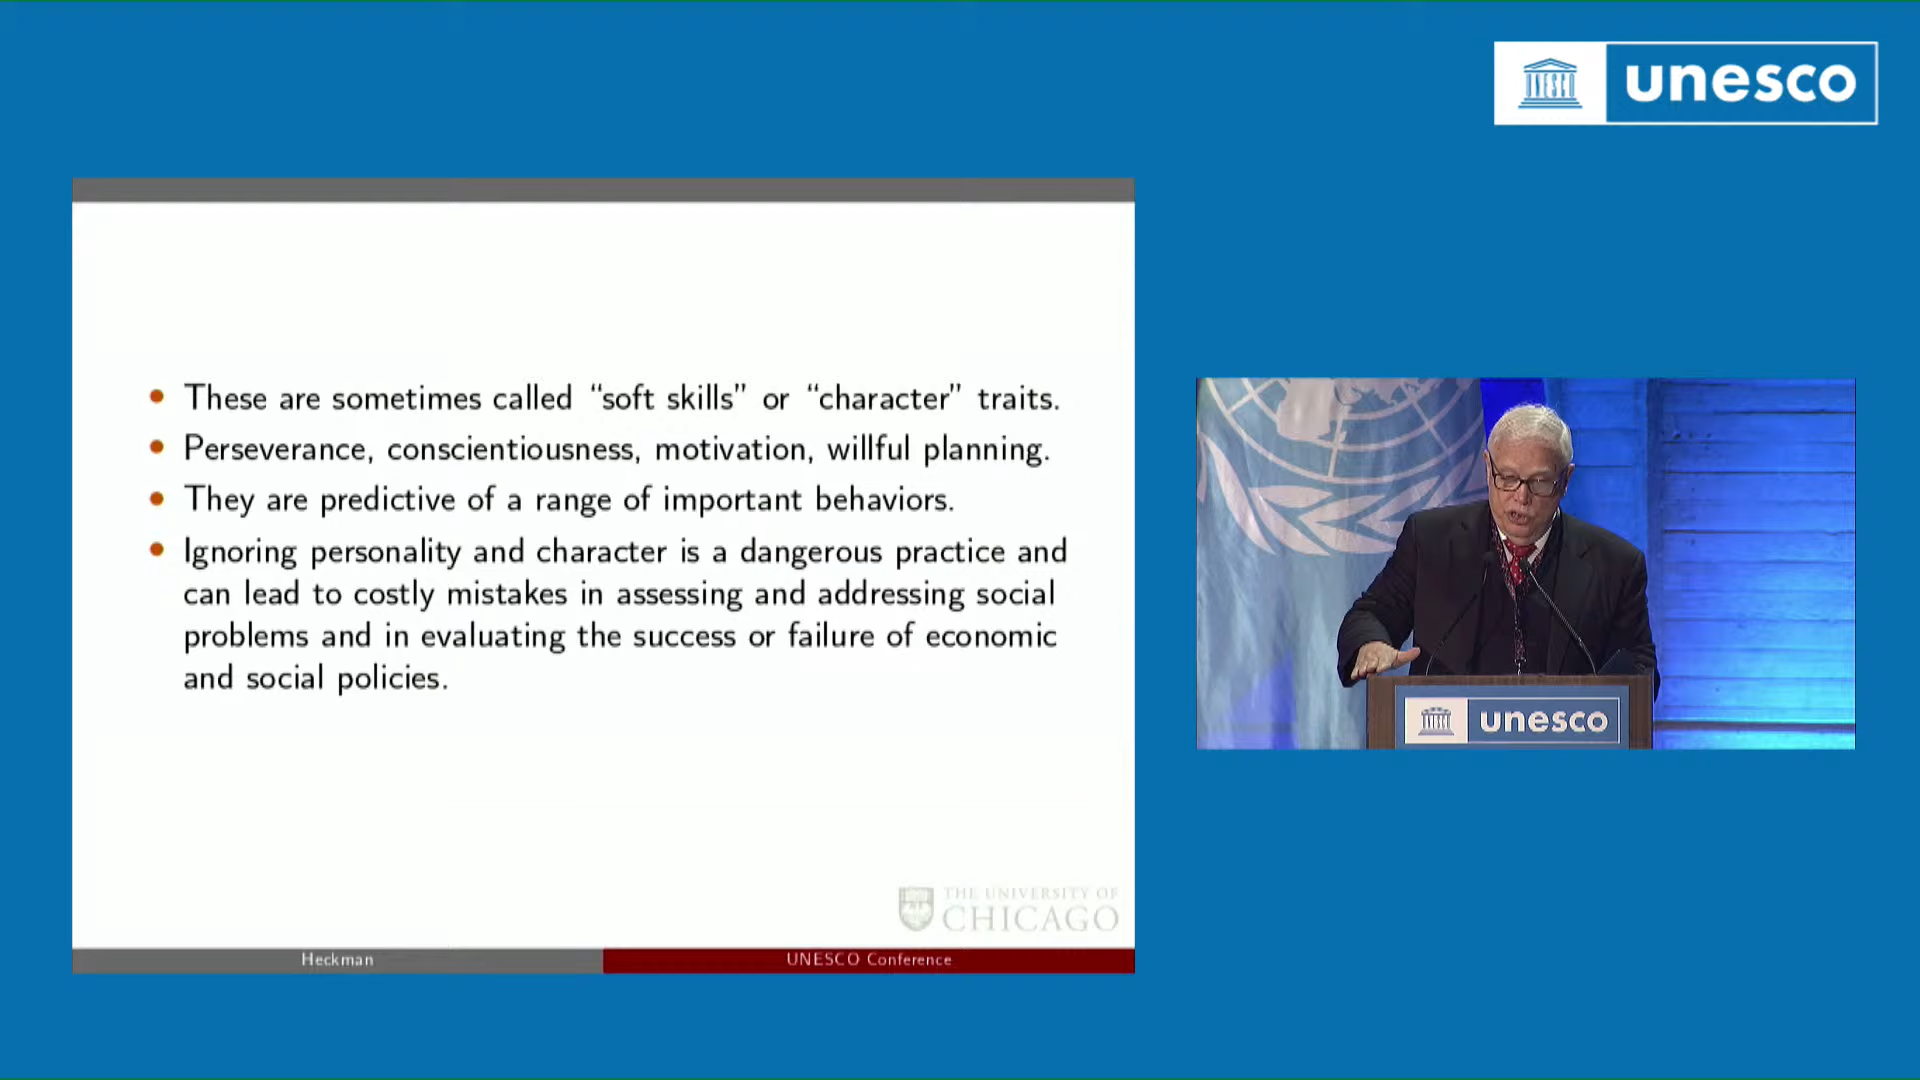 unesco
These are sometimes called “soft skills” or “character” traits.
Perseverance, conscientiousness, motivation, willful planning.
They are predictive of a range of important behaviors.
Ignoring personality and character is a dangerous practice and
can lead to costly mistakes in assessing and addressing social
problems and in evaluating the success or failure of economic
and social policies.
THE UNIVERSITY OF
CHICAGO
Heckman
UNESCO Conference
UNESCO
unesco